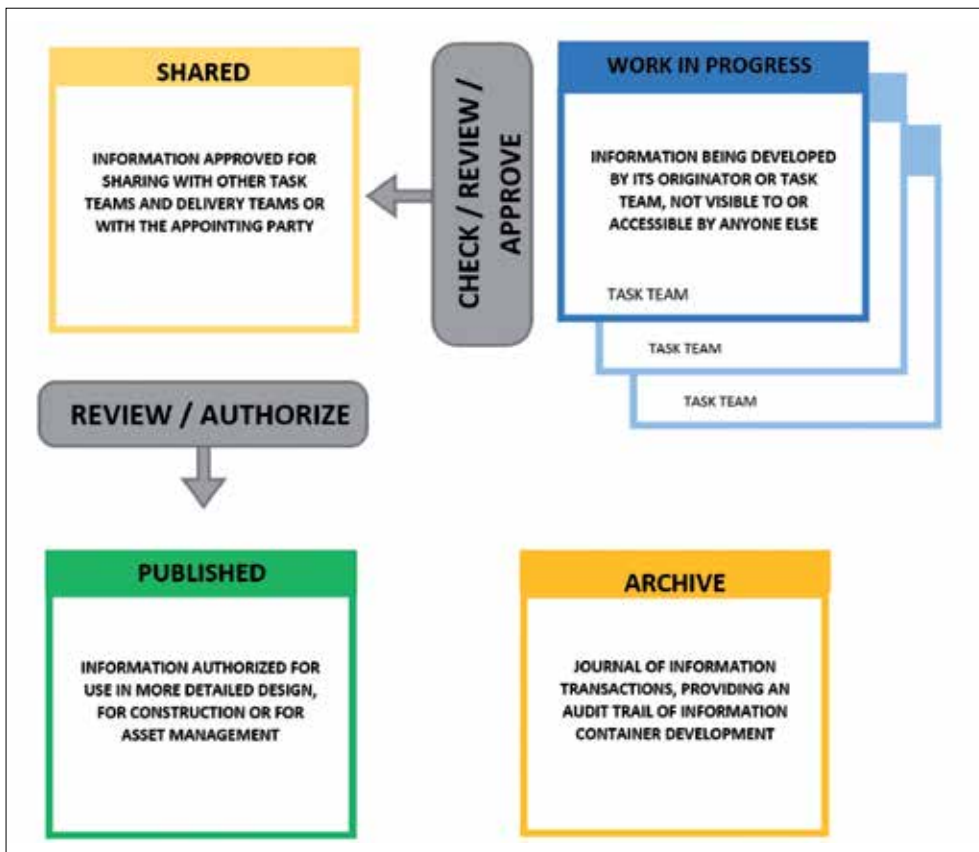 SHARED
INFORMATION APPROVED FOR
SHARING WITH OTHER TASK
TEAMS AND DELIVERY TEAMS OR
WITH THE APPOINTING PARTY
CHECK / REVIEW /
APPROVE
WORK IN PROGRESS
INFORMATION BEING DEVELOPED
BY ITS ORIGINATOR OR TASK
TEAM, NOT VISIBLE TO OR
ACCESSIBLE BY ANYONE ELSE
TASK TEAM
TASK TEAM
TASK TEAM
REVIEW / AUTHORIZE
PUBLISHED
INFORMATION AUTHORIZED FOR
USE IN MORE DETAILED DESIGN,
FOR CONSTRUCTION OR FOR
ASSET MANAGEMENT
ARCHIVE
JOURNAL OF INFORMATION
TRANSACTIONS, PROVIDING AN
AUDIT TRAIL OF INFORMATION
CONTAINER DEVELOPMENT